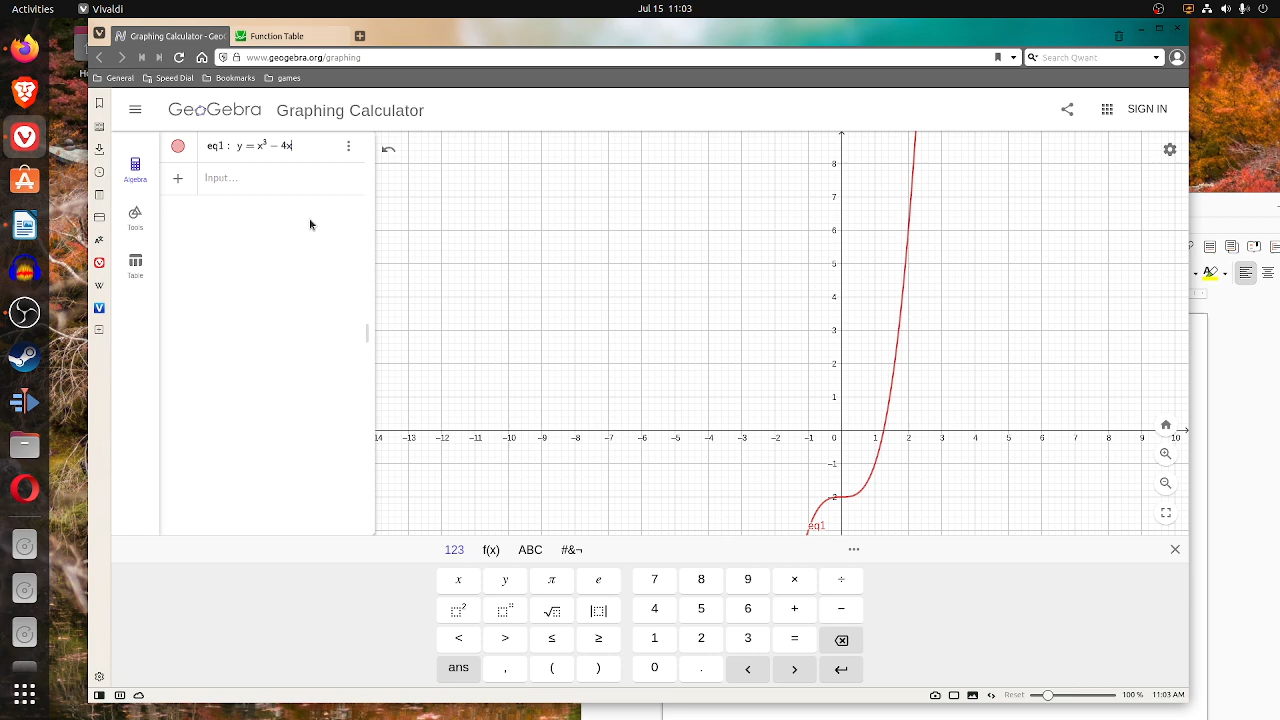 Activities Vivaldi Jul 15 11:03
Graphing Calculator - Geo Function Table
www.geogebra.org/graphing Search Qwant
General Speed Dial Bookmarks games
GeoGebra Graphing Calculator SIGN IN
eq1 : y = x³ − 4x
Algebra
+ Input...
Tools
Table
8
7
6
5
4
3
2
1
14 −13 −12 −11 −10 −9 −8 −7 −6 −5 −4 −3 −2 −1 0 1 2 3 4 5 6 7 8 9 10
−1
−2
eq1
123 f(x) ABC #&¬
x y π e 7 8 9 × ÷
² ⁿ √ | | 4 5 6 + −
< > ≤ ≥ 1 2 3 =
ans , ( ) 0 . < >
Reset 100 % 11:03 AM